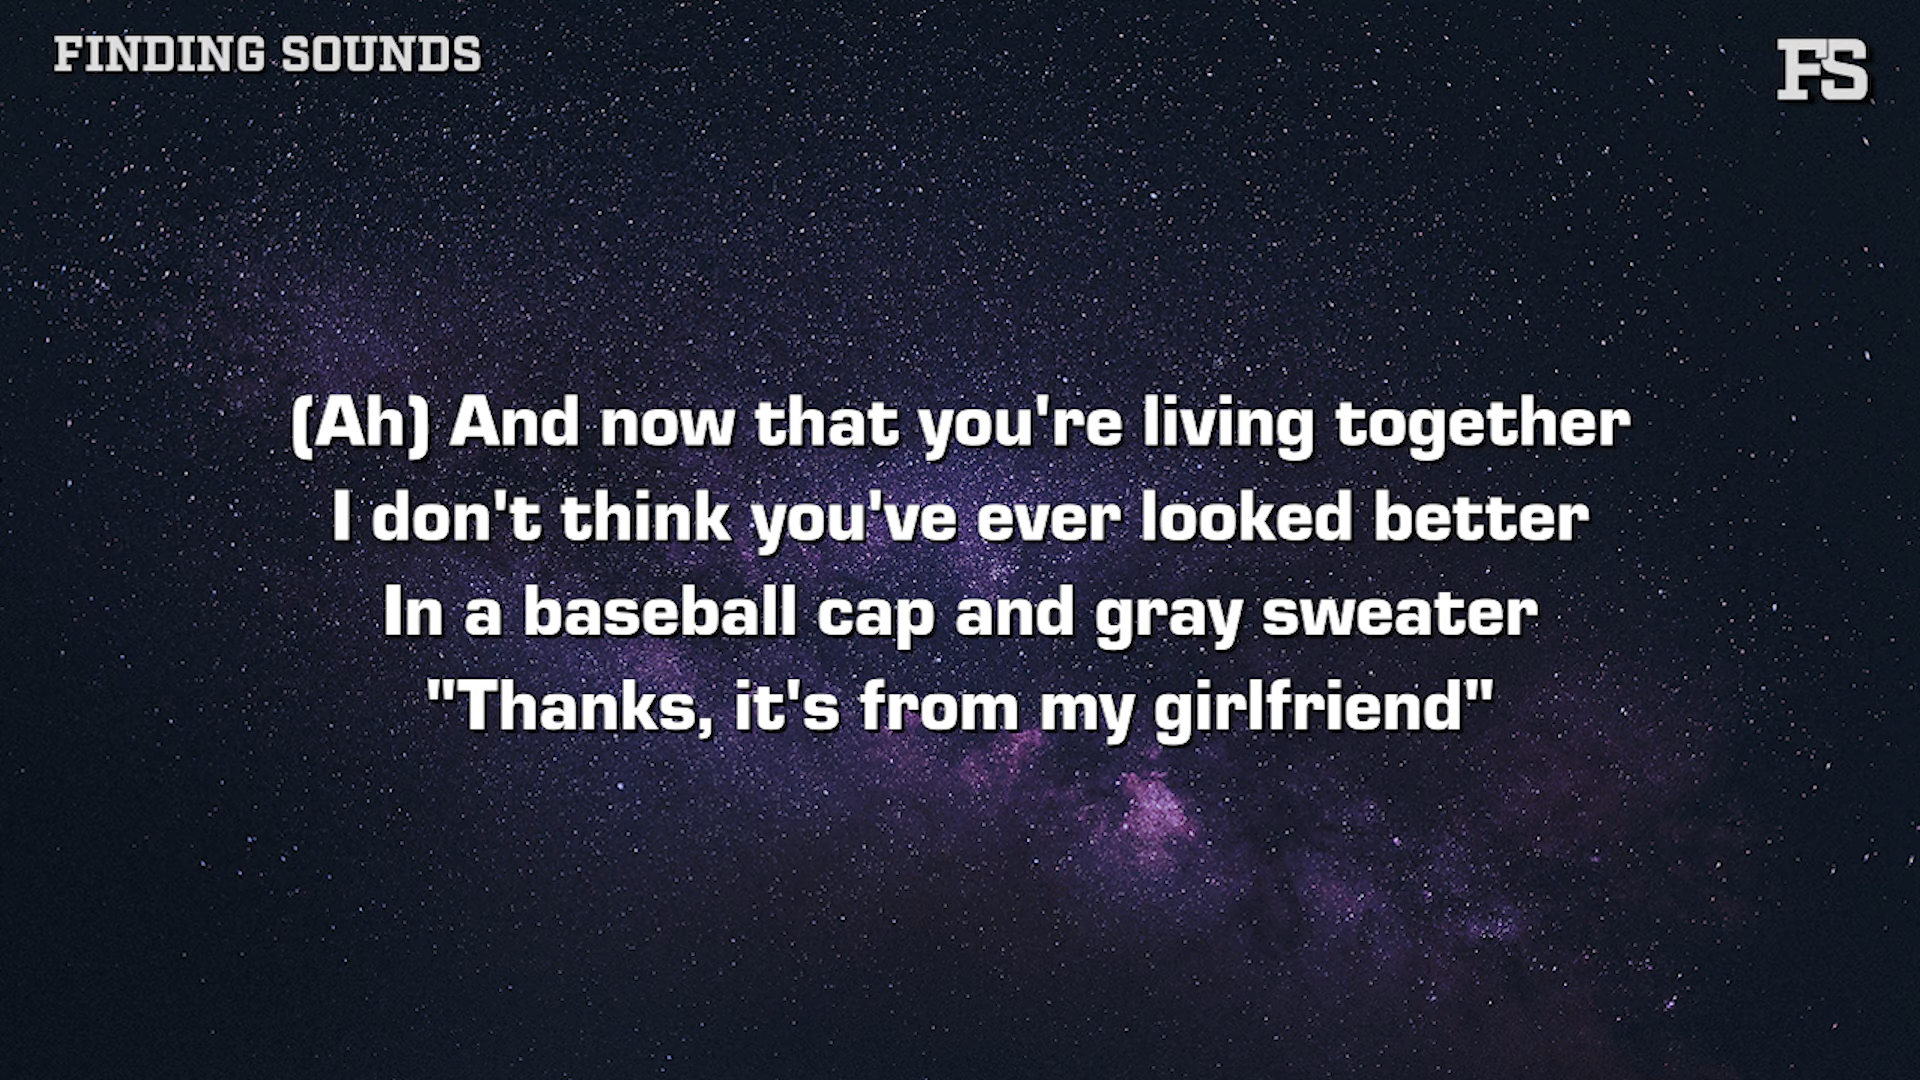 FINDING SOUNDS
FS
(Ah) And now that you're living together
I don't think you've ever looked better
In a baseball cap and gray sweater
"Thanks, it's from my girlfriend"